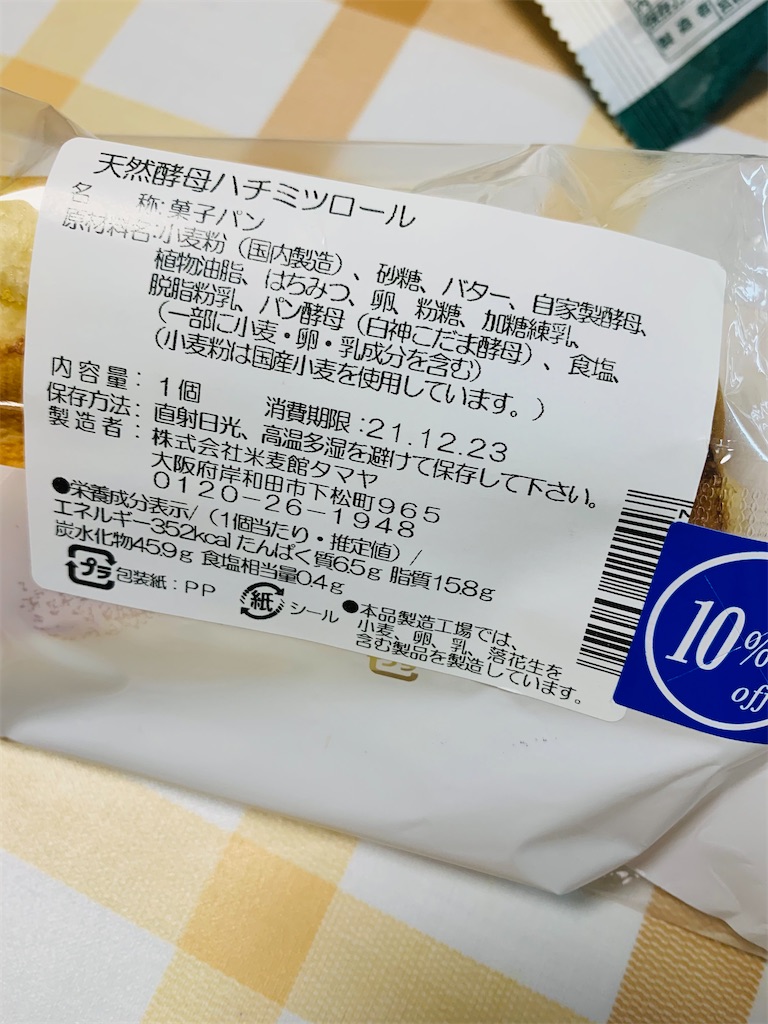 天然酵母ハチミツロール
名　　称:菓子パン
原材料名:小麦粉（国内製造）、砂糖、バター、自家製酵母、
植物油脂、はちみつ、卵、粉糖、加糖練乳、
脱脂粉乳、パン酵母（白神こだま酵母）、食塩、
（一部に小麦・卵・乳成分を含む）
（小麦粉は国産小麦を使用しています。）
内容量:１個　　消費期限:21.12.23
保存方法:直射日光、高温多湿を避けて保存して下さい。
製造者:株式会社米麦館タマヤ
大阪府岸和田市下松町９６５
０１２０－２６－１９４８
●栄養成分表示/（１個当たり・推定値）/
エネルギー352kcal たんぱく質6.5g 脂質15.8g
炭水化物45.9g 食塩相当量0.4g
プラ 包装紙:ＰＰ 紙 シール ●本品製造工場では、
小麦、卵、乳、落花生を
含む製品を製造しています。
10%
off
プラ
製造者